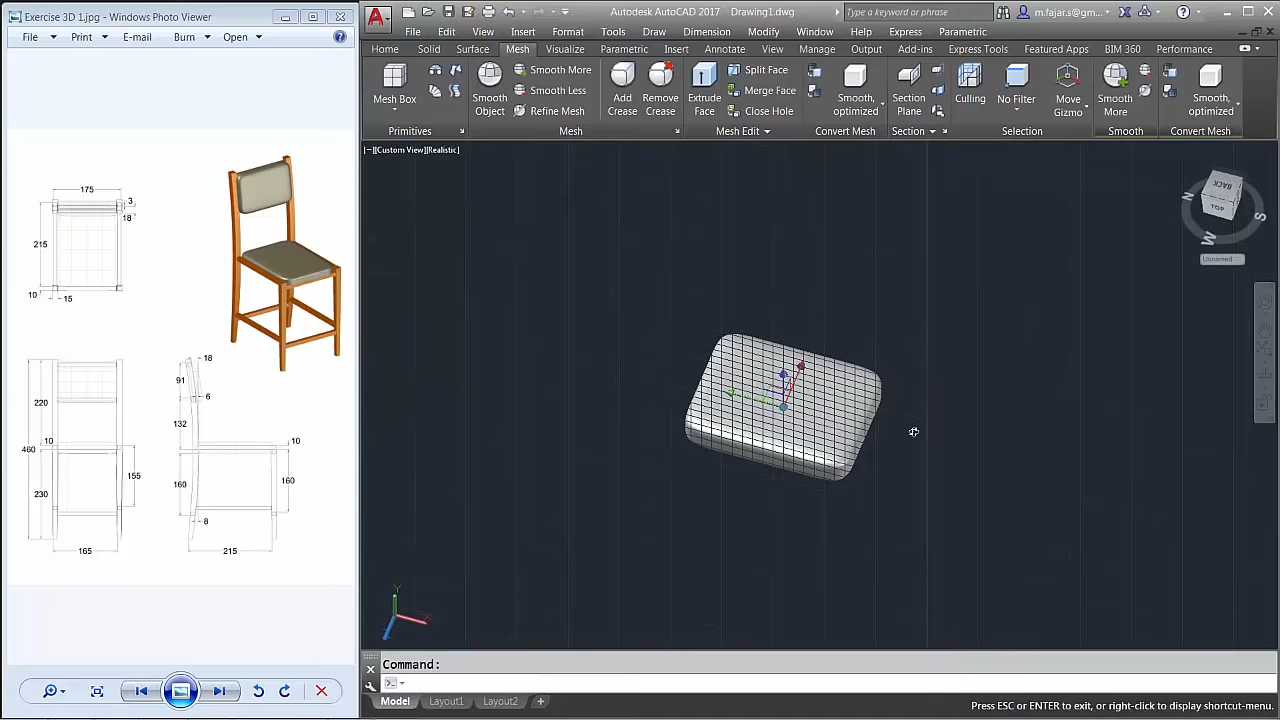 Exercise 3D 1.jpg - Windows Photo Viewer
File Print E-mail Burn Open
175
3
18
215
10
15
18
91
6
220
132
10
10
460
155
160
160
230
8
165
215
Autodesk AutoCAD 2017 Drawing1.dwg
Type a keyword or phrase
m.fajar.s@gm...
File Edit View Insert Format Tools Draw Dimension Modify Window Help Express Parametric
Home Solid Surface Mesh Visualize Parametric Insert Annotate View Manage Output Add-ins Express Tools Featured Apps BIM 360 Performance
Mesh Box
Smooth Object
Smooth More
Smooth Less
Refine Mesh
Add Crease
Remove Crease
Extrude Face
Split Face
Merge Face
Close Hole
Smooth, optimized
Section Plane
Culling
No Filter
Move Gizmo
Smooth More
Smooth, optimized
Primitives Mesh Mesh Edit Convert Mesh Section Selection Smooth Convert Mesh
[−][Custom View][Realistic]
BACK
TOP
N
S
W
Unnamed
Y
Command:
Model Layout1 Layout2 +
Press ESC or ENTER to exit, or right-click to display shortcut-menu.